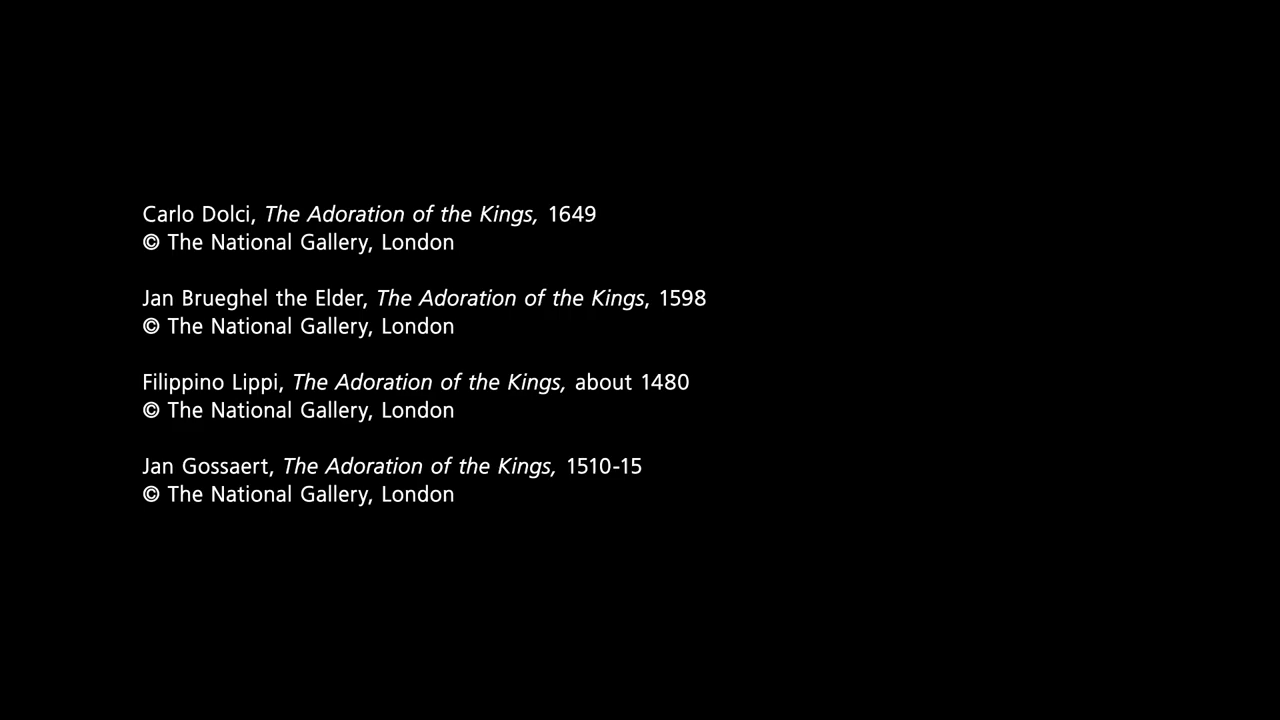 Carlo Dolci, The Adoration of the Kings, 1649
© The National Gallery, London
Jan Brueghel the Elder, The Adoration of the Kings, 1598
© The National Gallery, London
Filippino Lippi, The Adoration of the Kings, about 1480
© The National Gallery, London
Jan Gossaert, The Adoration of the Kings, 1510-15
© The National Gallery, London